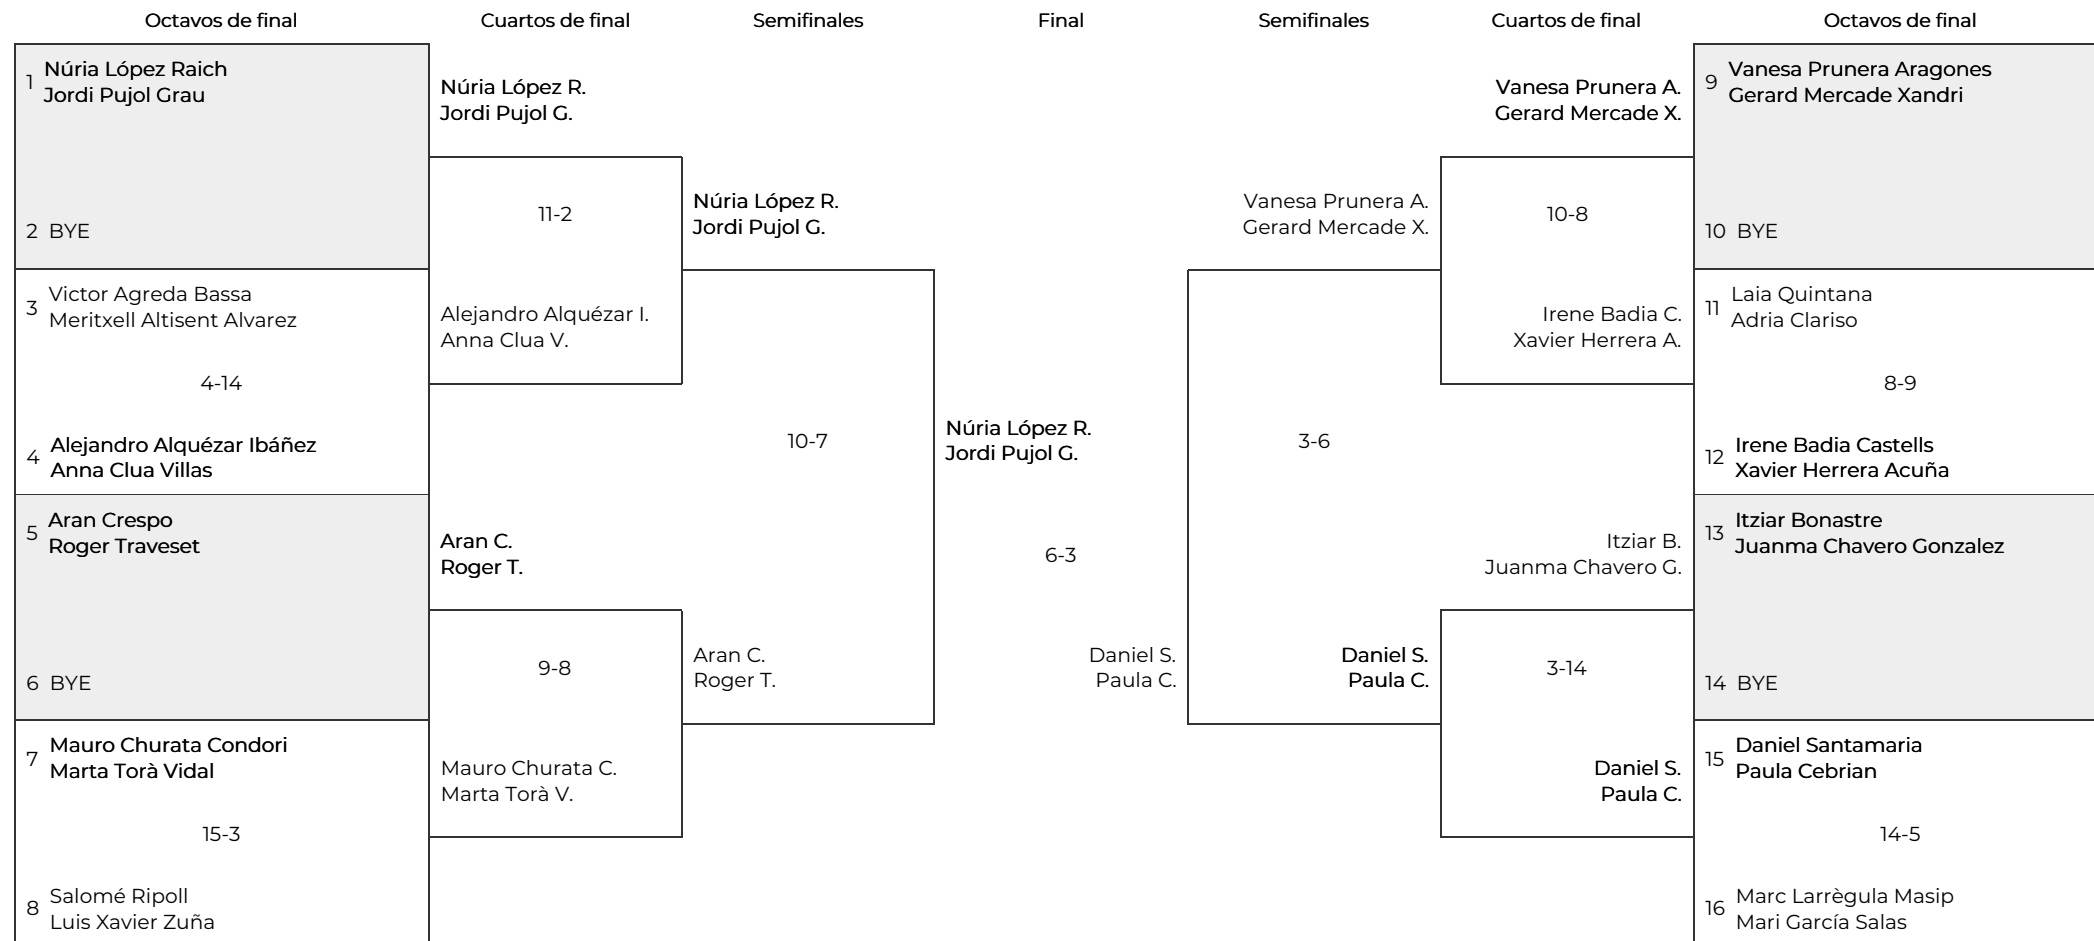 Octavos de final
Cuartos de final
Semifinales
Final
Semifinales
Cuartos de final
Octavos de final
1 Núria López Raich
Jordi Pujol Grau
2 BYE
3 Victor Agreda Bassa
Meritxell Altisent Alvarez
4-14
4 Alejandro Alquézar Ibáñez
Anna Clua Villas
5 Aran Crespo
Roger Traveset
6 BYE
7 Mauro Churata Condori
Marta Torà Vidal
15-3
8 Salomé Ripoll
Luis Xavier Zuña
Núria López R.
Jordi Pujol G.
11-2
Alejandro Alquézar I.
Anna Clua V.
Aran C.
Roger T.
9-8
Mauro Churata C.
Marta Torà V.
Núria López R.
Jordi Pujol G.
10-7
Aran C.
Roger T.
Núria López R.
Jordi Pujol G.
6-3
Daniel S.
Paula C.
Vanesa Prunera A.
Gerard Mercade X.
3-6
Daniel S.
Paula C.
Vanesa Prunera A.
Gerard Mercade X.
10-8
Irene Badia C.
Xavier Herrera A.
Itziar B.
Juanma Chavero G.
3-14
Daniel S.
Paula C.
9 Vanesa Prunera Aragones
Gerard Mercade Xandri
10 BYE
11 Laia Quintana
Adria Clariso
8-9
12 Irene Badia Castells
Xavier Herrera Acuña
13 Itziar Bonastre
Juanma Chavero Gonzalez
14 BYE
15 Daniel Santamaria
Paula Cebrian
14-5
16 Marc Larrègula Masip
Mari García Salas